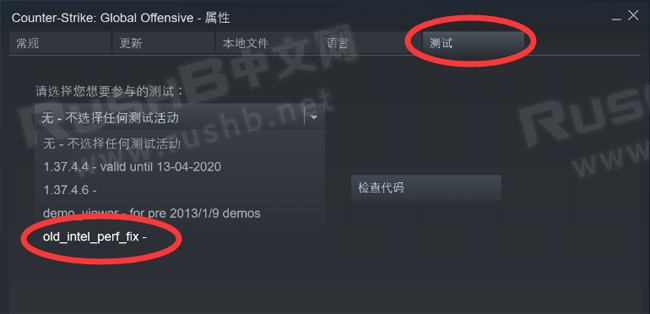 Counter-Strike: Global Offensive - 属性
常规 更新 本地文件 语言 测试
请选择您想要参与的测试：
无 - 不选择任何测试活动
无 - 不选择任何测试活动
1.37.4.4 - valid until 13-04-2020
1.37.4.6 -
检查代码
demo_viewer - for pre 2013/1/9 demos
old_intel_perf_fix -
RushB中文网
www.rushb.net
Rus
www